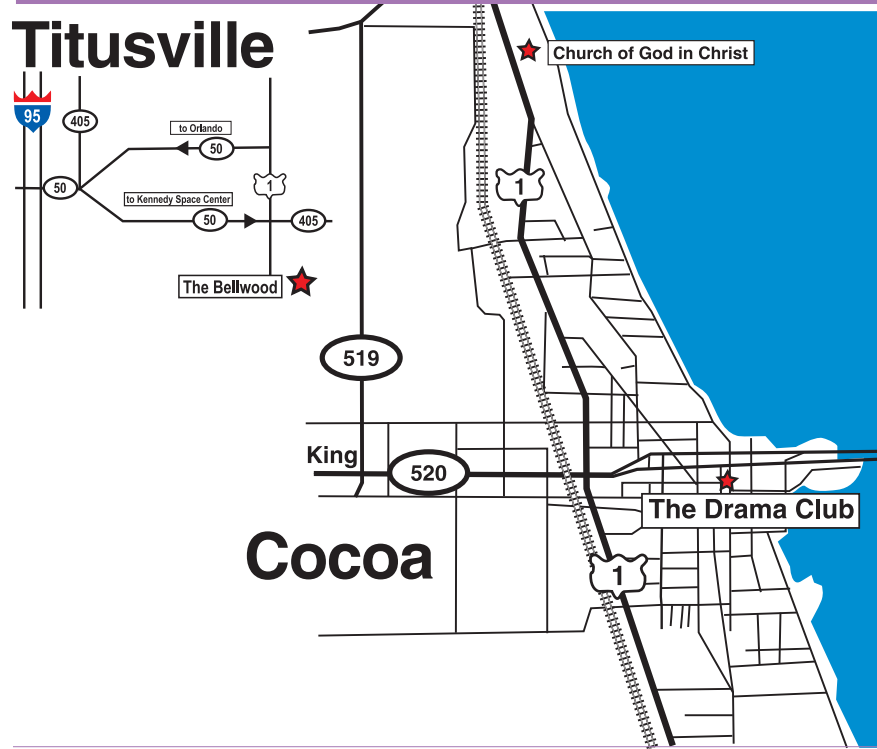 Titusville
95
405
to Orlando
50
50
1
to Kennedy Space Center
50
405
The Bellwood
Church of God in Christ
1
519
King
520
The Drama Club
Cocoa
1